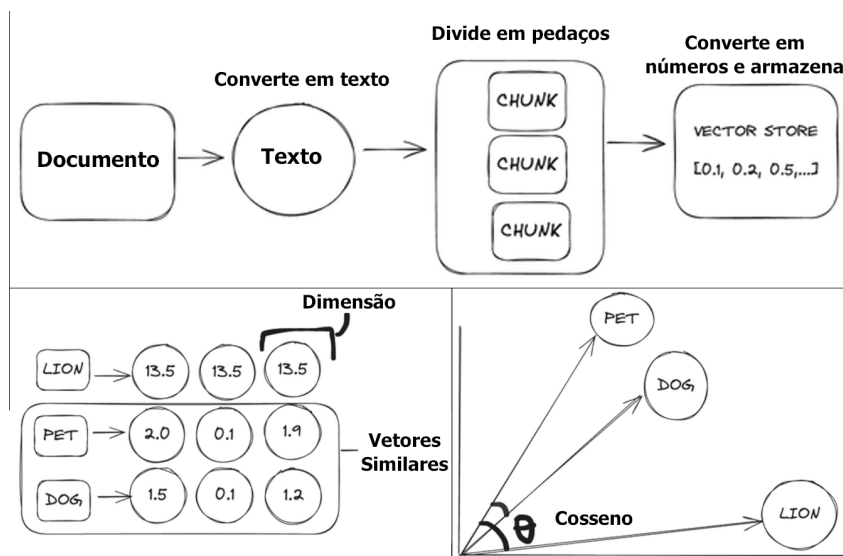 Documento
Converte em texto
Texto
Divide em pedaços
CHUNK
CHUNK
CHUNK
Converte em
números e armazena
VECTOR STORE
[0.1, 0.2, 0.5,...]
Dimensão
LION 13.5 13.5 13.5
PET 2.0 0.1 1.9
DOG 1.5 0.1 1.2
Vetores
Similares
PET
DOG
LION
θ
Cosseno